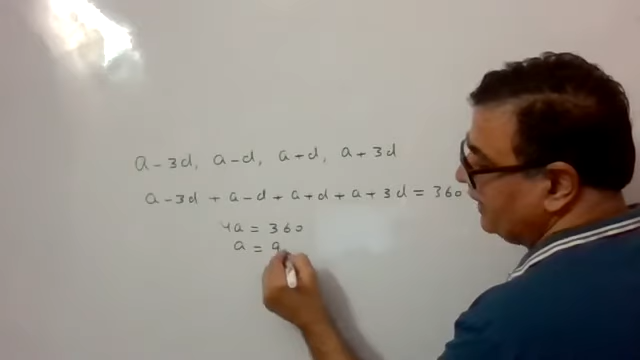 a - 3d, a - d, a + d, a + 3d
a - 3d + a - d + a + d + a + 3d = 360
4a = 360
a = 9